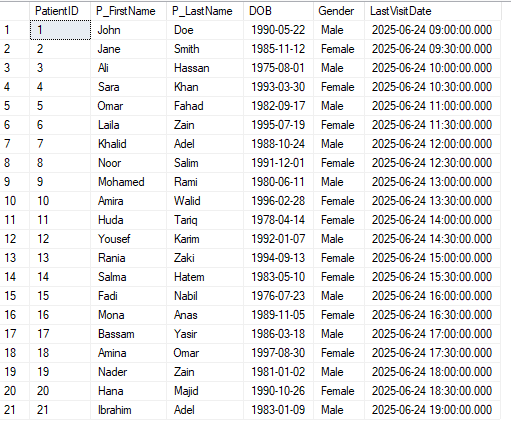 PatientID P_FirstName P_LastName DOB Gender LastVisitDate
1 1 John Doe 1990-05-22 Male 2025-06-24 09:00:00.000
2 2 Jane Smith 1985-11-12 Female 2025-06-24 09:30:00.000
3 3 Ali Hassan 1975-08-01 Male 2025-06-24 10:00:00.000
4 4 Sara Khan 1993-03-30 Female 2025-06-24 10:30:00.000
5 5 Omar Fahad 1982-09-17 Male 2025-06-24 11:00:00.000
6 6 Laila Zain 1995-07-19 Female 2025-06-24 11:30:00.000
7 7 Khalid Adel 1988-10-24 Male 2025-06-24 12:00:00.000
8 8 Noor Salim 1991-12-01 Female 2025-06-24 12:30:00.000
9 9 Mohamed Rami 1980-06-11 Male 2025-06-24 13:00:00.000
10 10 Amira Walid 1996-02-28 Female 2025-06-24 13:30:00.000
11 11 Huda Tariq 1978-04-14 Female 2025-06-24 14:00:00.000
12 12 Yousef Karim 1992-01-07 Male 2025-06-24 14:30:00.000
13 13 Rania Zaki 1994-09-13 Female 2025-06-24 15:00:00.000
14 14 Salma Hatem 1983-05-10 Female 2025-06-24 15:30:00.000
15 15 Fadi Nabil 1976-07-23 Male 2025-06-24 16:00:00.000
16 16 Mona Anas 1989-11-05 Female 2025-06-24 16:30:00.000
17 17 Bassam Yasir 1986-03-18 Male 2025-06-24 17:00:00.000
18 18 Amina Omar 1997-08-30 Female 2025-06-24 17:30:00.000
19 19 Nader Zain 1981-01-02 Male 2025-06-24 18:00:00.000
20 20 Hana Majid 1990-10-26 Female 2025-06-24 18:30:00.000
21 21 Ibrahim Adel 1983-01-09 Male 2025-06-24 19:00:00.000